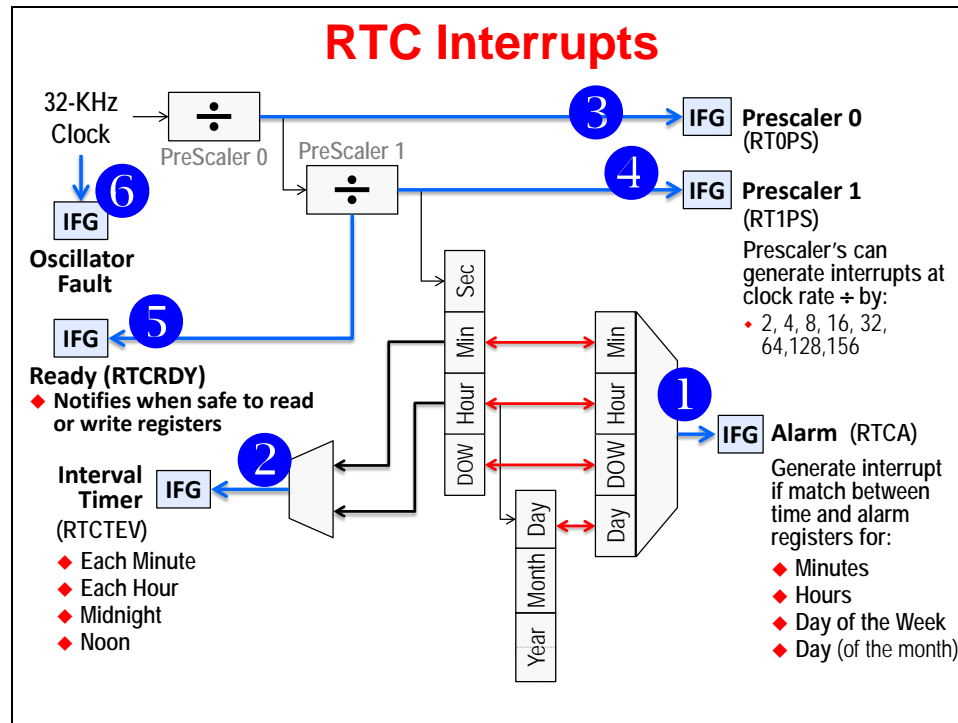 RTC Interrupts
32-KHz
Clock
÷
PreScaler 0
3
IFG
Prescaler 0
(RT0PS)
PreScaler 1
÷
4
IFG
Prescaler 1
(RT1PS)
Prescaler's can
generate interrupts at
clock rate ÷ by:
2, 4, 8, 16, 32,
64,128,156
6
IFG
Oscillator
Fault
5
IFG
Ready (RTCRDY)
Notifies when safe to read
or write registers
Sec
Min
Hour
DOW
Day
Month
Year
Min
Hour
DOW
Day
1
IFG
Alarm (RTCA)
Generate interrupt
if match between
time and alarm
registers for:
Minutes
Hours
Day of the Week
Day (of the month)
2
IFG
Interval
Timer
(RTCTEV)
Each Minute
Each Hour
Midnight
Noon